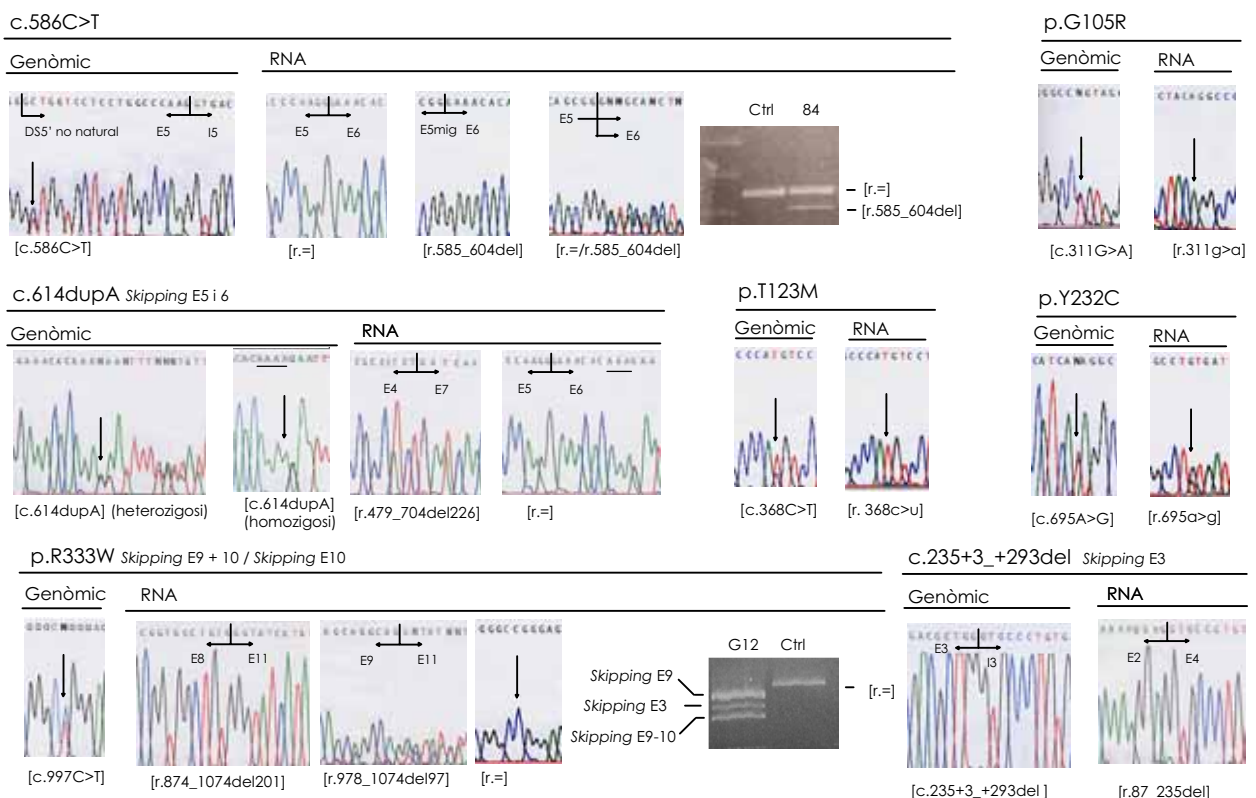 c.586C>T
Genòmic
RNA
DS5' no natural
E5 I5
E5 E6
E5mig E6
E5
E6
Ctrl 84
[r.=]
[r.585_604del]
[c.586C>T]
[r.=]
[r.585_604del]
[r.=/r.585_604del]
p.G105R
Genòmic RNA
[c.311G>A]
[r.311g>a]
c.614dupA Skipping E5 i 6
Genòmic
RNA
E4 E7
E5 E6
[c.614dupA] (heterozigosi)
[c.614dupA]
(homozigosi)
[r.479_704del226]
[r.=]
p.T123M
Genòmic RNA
CCCATGTCC
[c.368C>T]
[r. 368c>u]
p.Y232C
Genòmic RNA
CATCANAGGC
GCCTGTGAT
[c.695A>G]
[r.695a>g]
p.R333W Skipping E9 + 10 / Skipping E10
Genòmic RNA
E8 E11
E9 E11
GGGCCGGGAG
G12 Ctrl
Skipping E9
Skipping E3
Skipping E9-10
[r.=]
[c.997C>T]
[r.874_1074del201]
[r.978_1074del97]
[r.=]
c.235+3_+293del Skipping E3
Genòmic RNA
E3 I3
E2 E4
[c.235+3_+293del ]
[r.87_235del]